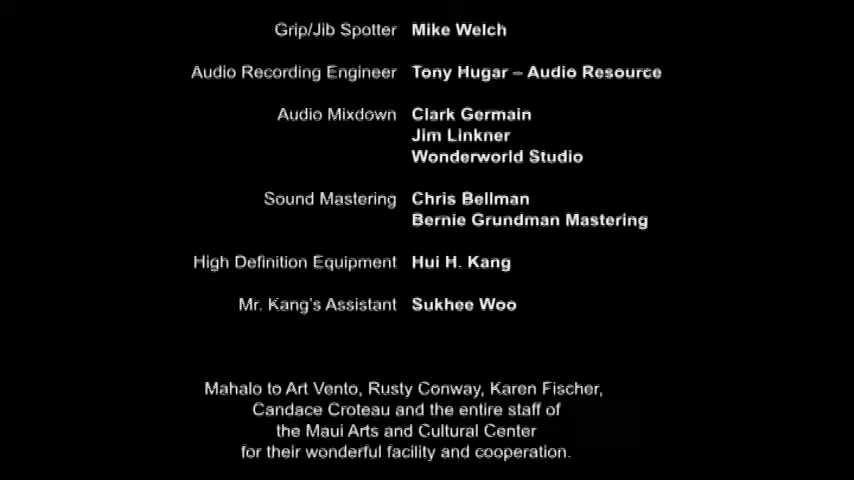 Grip/Jib Spotter Mike Welch
Audio Recording Engineer Tony Hugar – Audio Resource
Audio Mixdown Clark Germain
Jim Linkner
Wonderworld Studio
Sound Mastering Chris Bellman
Bernie Grundman Mastering
High Definition Equipment Hui H. Kang
Mr. Kang's Assistant Sukhee Woo
Mahalo to Art Vento, Rusty Conway, Karen Fischer,
Candace Croteau and the entire staff of
the Maui Arts and Cultural Center
for their wonderful facility and cooperation.